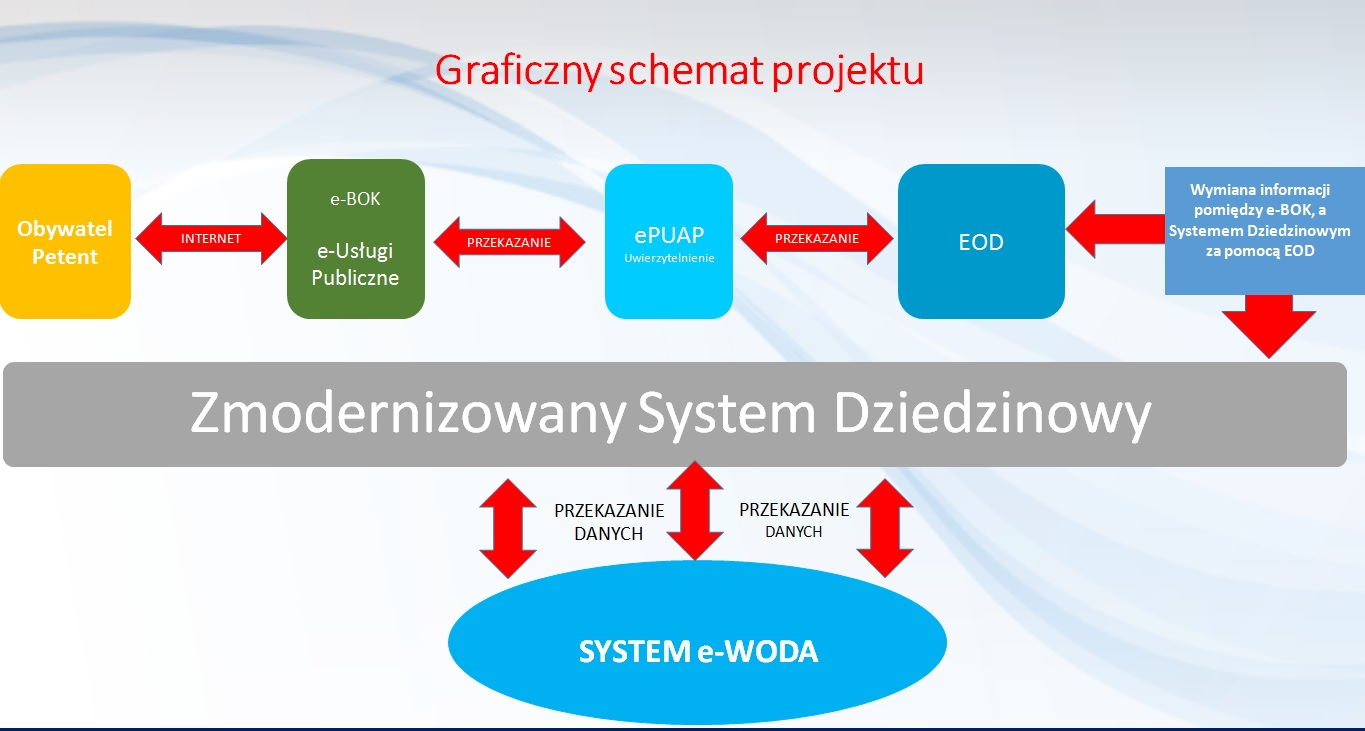 Graficzny schemat projektu
Obywatel
Petent
INTERNET
e-BOK
e-Usługi
Publiczne
PRZEKAZANIE
ePUAP
Uwierzytelnienie
PRZEKAZANIE
EOD
Wymiana informacji
pomiędzy e-BOK, a
Systemem Dziedzinowym
za pomocą EOD
Zmodernizowany System Dziedzinowy
PRZEKAZANIE
DANYCH
PRZEKAZANIE
DANYCH
SYSTEM e-WODA